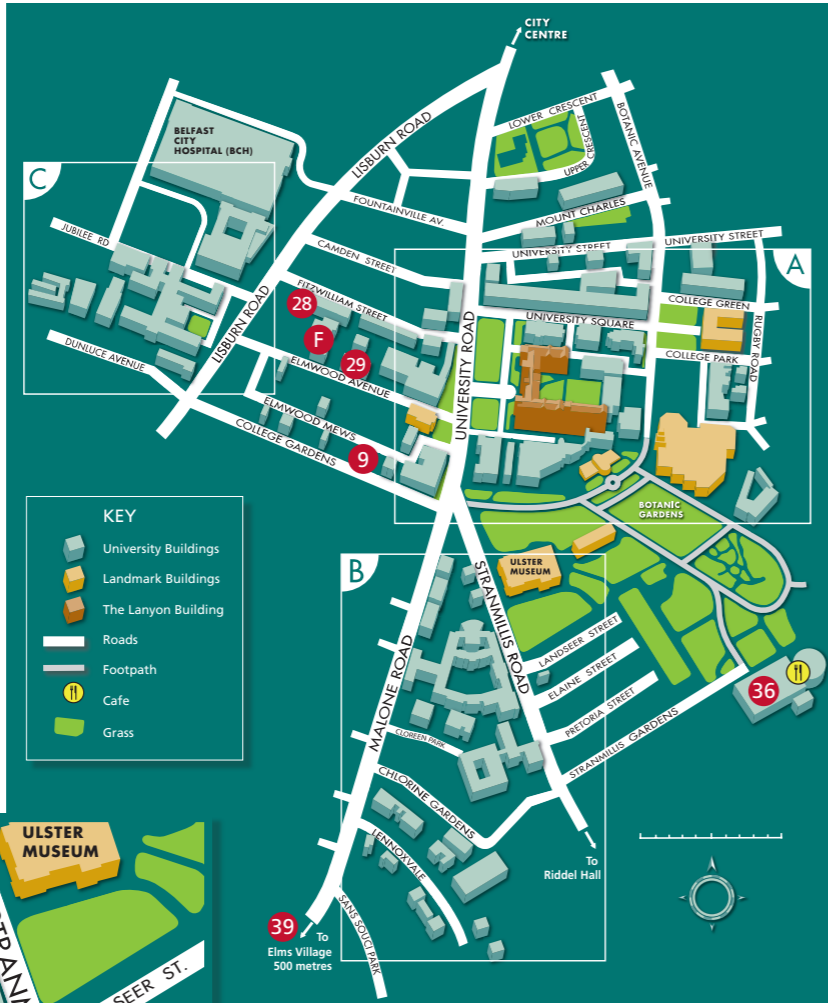 CITY
CENTRE
LOWER CRESCENT
UPPER CRESCENT
BOTANIC AVENUE
BELFAST
CITY
HOSPITAL (BCH)
LISBURN ROAD
C
FOUNTAINVILLE AV.
MOUNT CHARLES
UNIVERSITY STREET
UNIVERSITY STREET
JUBILEE RD
CAMDEN STREET
A
FITZWILLIAM STREET
28
COLLEGE GREEN
UNIVERSITY SQUARE
RUGBY ROAD
LISBURN ROAD
F
UNIVERSITY ROAD
COLLEGE PARK
DUNLUCE AVENUE
29
ELMWOOD AVENUE
ELMWOOD MEWS
COLLEGE GARDENS
9
BOTANIC
GARDENS
KEY
University Buildings
Landmark Buildings
The Lanyon Building
Roads
Footpath
Cafe
Grass
B
ULSTER
MUSEUM
STRANMILLIS ROAD
LANDSEER STREET
ELAINE STREET
PRETORIA STREET
STRANMILLIS GARDENS
36
MALONE ROAD
CLOREEN PARK
CHLORINE GARDENS
LENNOXVALE
To
Riddel Hall
SANS SOUCI PARK
39
To
Elms Village
500 metres
ULSTER
MUSEUM
STRANM
SEER ST.